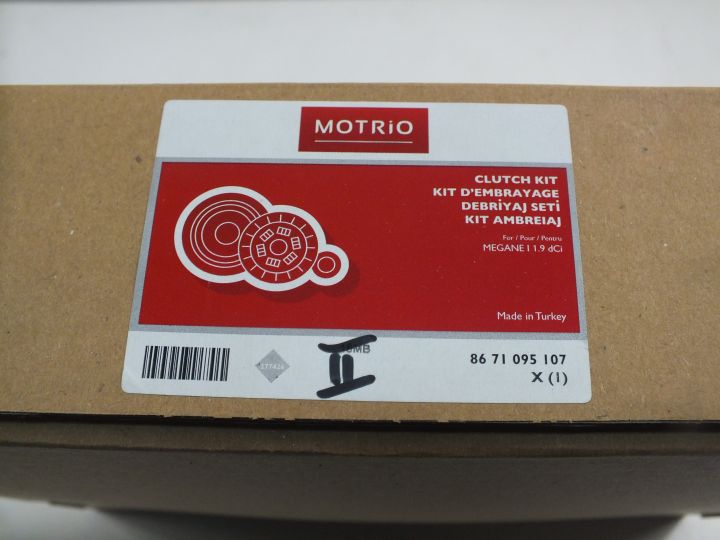 MOTRiO
CLUTCH KIT
KIT D'EMBRAYAGE
DEBRİYAJ SETİ
KIT AMBREIAJ
For / Pour / Pentru
MEGANE I 1.9 dCi
Made in Turkey
II
86 71 095 107
X (1)